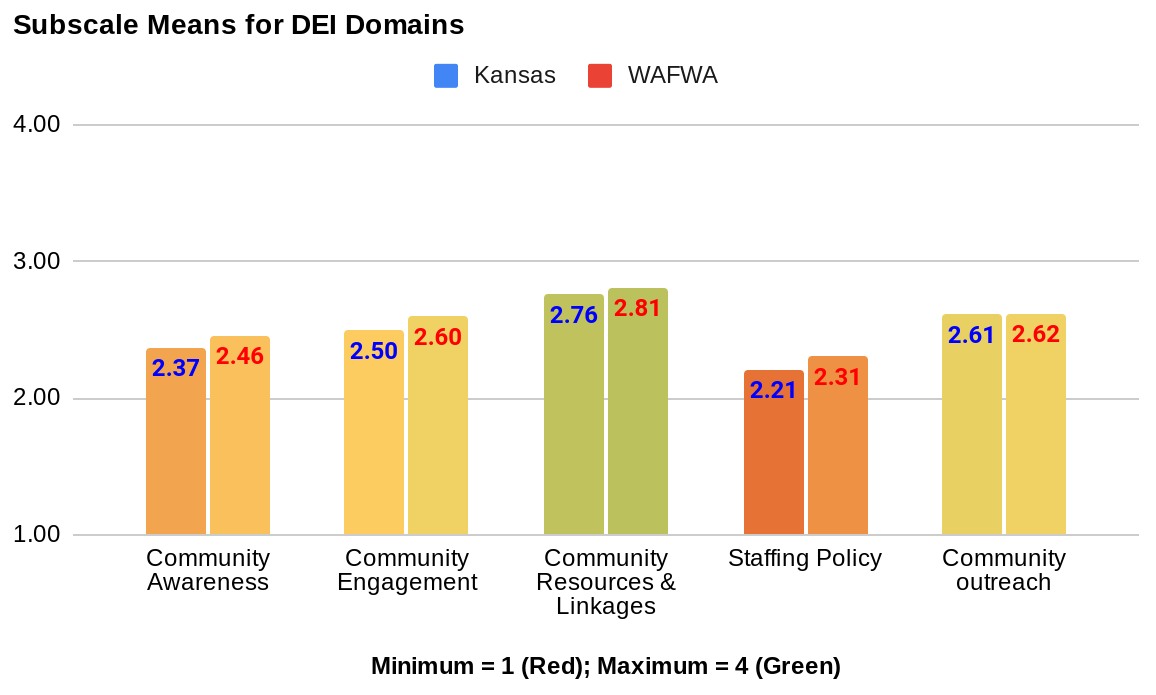 Subscale Means for DEI Domains
Kansas WAFWA
4.00
3.00
2.00
1.00
2.37 2.46 2.50 2.60 2.76 2.81 2.21 2.31 2.61 2.62
Community Awareness
Community Engagement
Community Resources & Linkages
Staffing Policy
Community outreach
Minimum = 1 (Red); Maximum = 4 (Green)